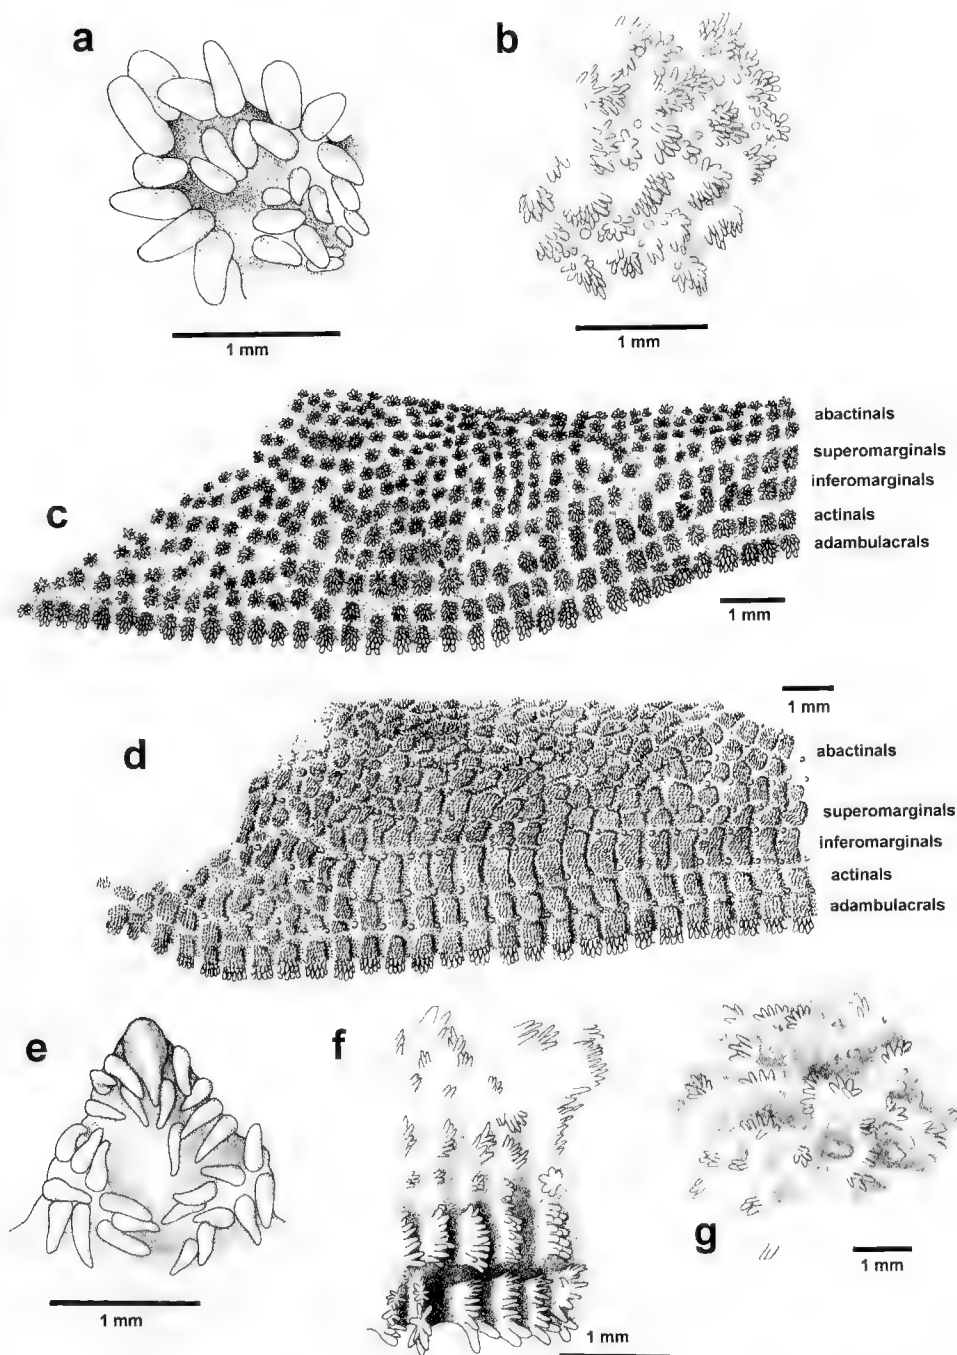 a
b
1 mm
1 mm
c
abactinals
superomarginals
inferomarginals
actinals
adambulacrals
1 mm
1 mm
d
abactinals
superomarginals
inferomarginals
actinals
adambulacrals
e
f
g
1 mm
1 mm
1 mm